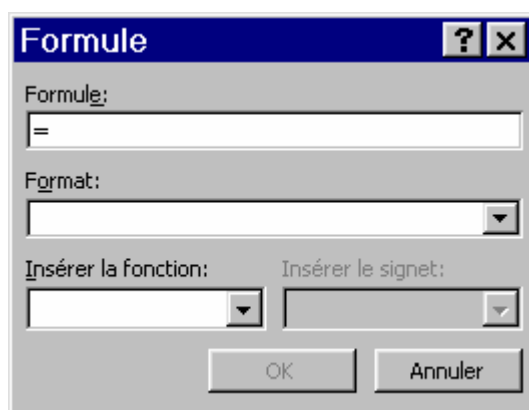 Formule
Formule:
=
Format:
Insérer la fonction: Insérer le signet:
OK Annuler